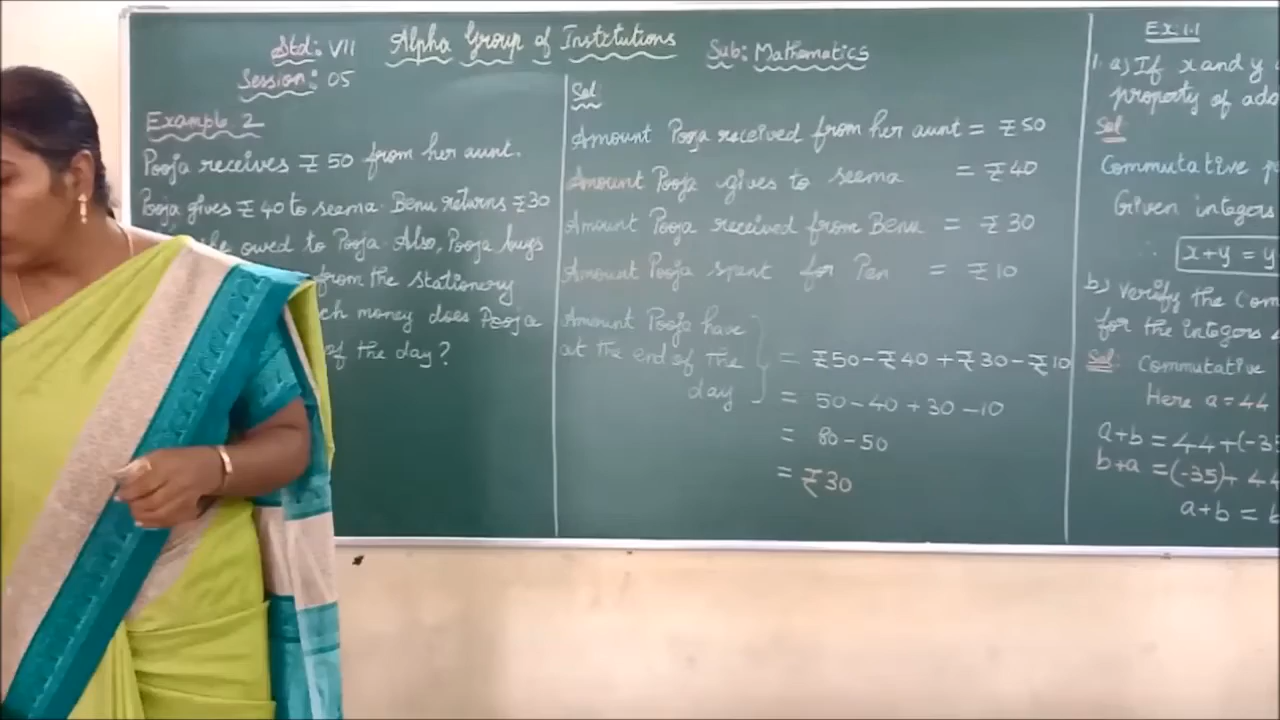 Std: VII Alpha Group of Institutions Sub: Mathematics
Session: 05
Example 2
Pooja receives ₹ 50 from her aunt.
Pooja gives ₹ 40 to seema. Benu returns ₹30
owed to Pooja. Also, Pooja buys
from the stationery
money does Pooja
of the day?
Sol
Amount Pooja received from her aunt = ₹50
Amount Pooja gives to seema = ₹40
Amount Pooja received from Benu = ₹30
Amount Pooja spent for Pen = ₹10
Amount Pooja have
at the end of the
day } = ₹50-₹40+₹30-₹10
= 50-40+30-10
= 80-50
= ₹30
Ex 1.1
1. a) If x and y
property of
Sol
Commutative
Given integers
∴ x+y = y
b) Verify the
for the integers
Sol: Commutative
Here a = 44
a+b = 44+(-35
b+a = (-35)+44
a+b = b